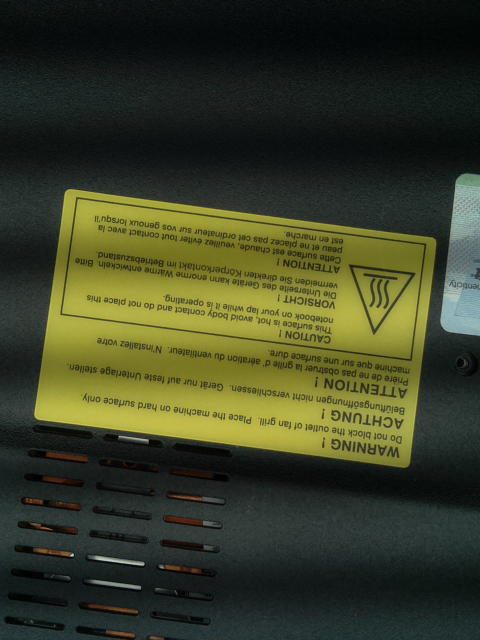 WARNING !
Do not block the outlet of fan grill. Place the machine on hard surface only.
ACHTUNG !
Belüftungsöffnungen nicht verschliessen. Gerät nur auf feste Unterlage stellen.
ATTENTION !
Prière de ne pas obstruer la grille d' aération du ventilateur. N'installez votre
machine que sur une surface dure.
CAUTION !
This surface is hot, avoid body contact and do not place this
notebook on your lap while it is operating.
VORSICHT !
Die Unterseite des Geräts kann enorme Wärme entwickeln. Bitte
vermeiden Sie direkten Körperkontakt im Betriebszustand.
ATTENTION !
Cette surface est chaude, veuillez éviter tout contact avec la
peau et ne placez pas cet ordinateur sur vos genoux lorsqu'il
est en marche.